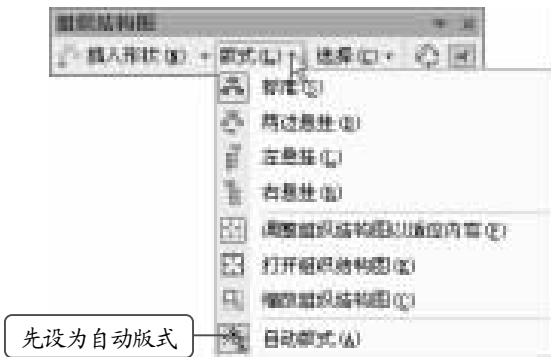 组织结构图
插入形状(N) 版式(L) 选择(C)
标准(S)
两边悬挂(B)
左悬挂(L)
右悬挂(R)
调整组织结构图以适应内容(F)
打开组织结构图(X)
缩放组织结构图(C)
先设为自动版式
自动版式(A)